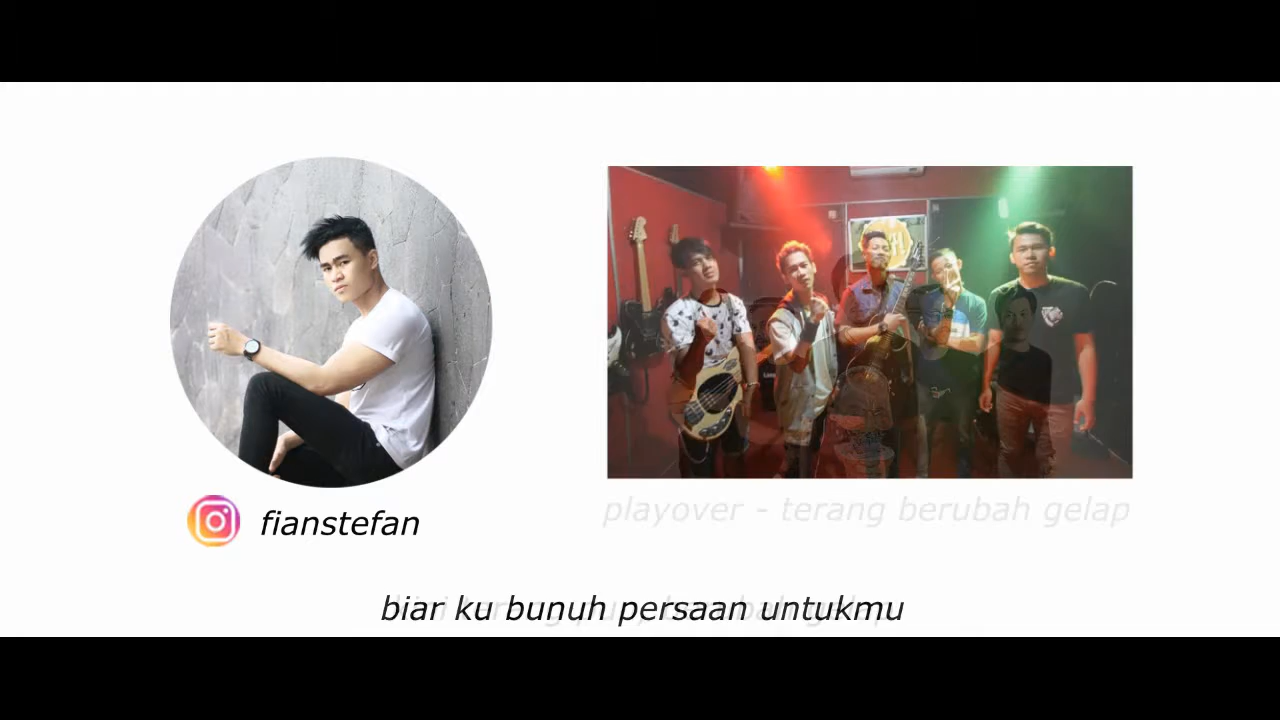 fianstefan
playover - terang berubah gelap
biar ku bunuh persaan untukmu